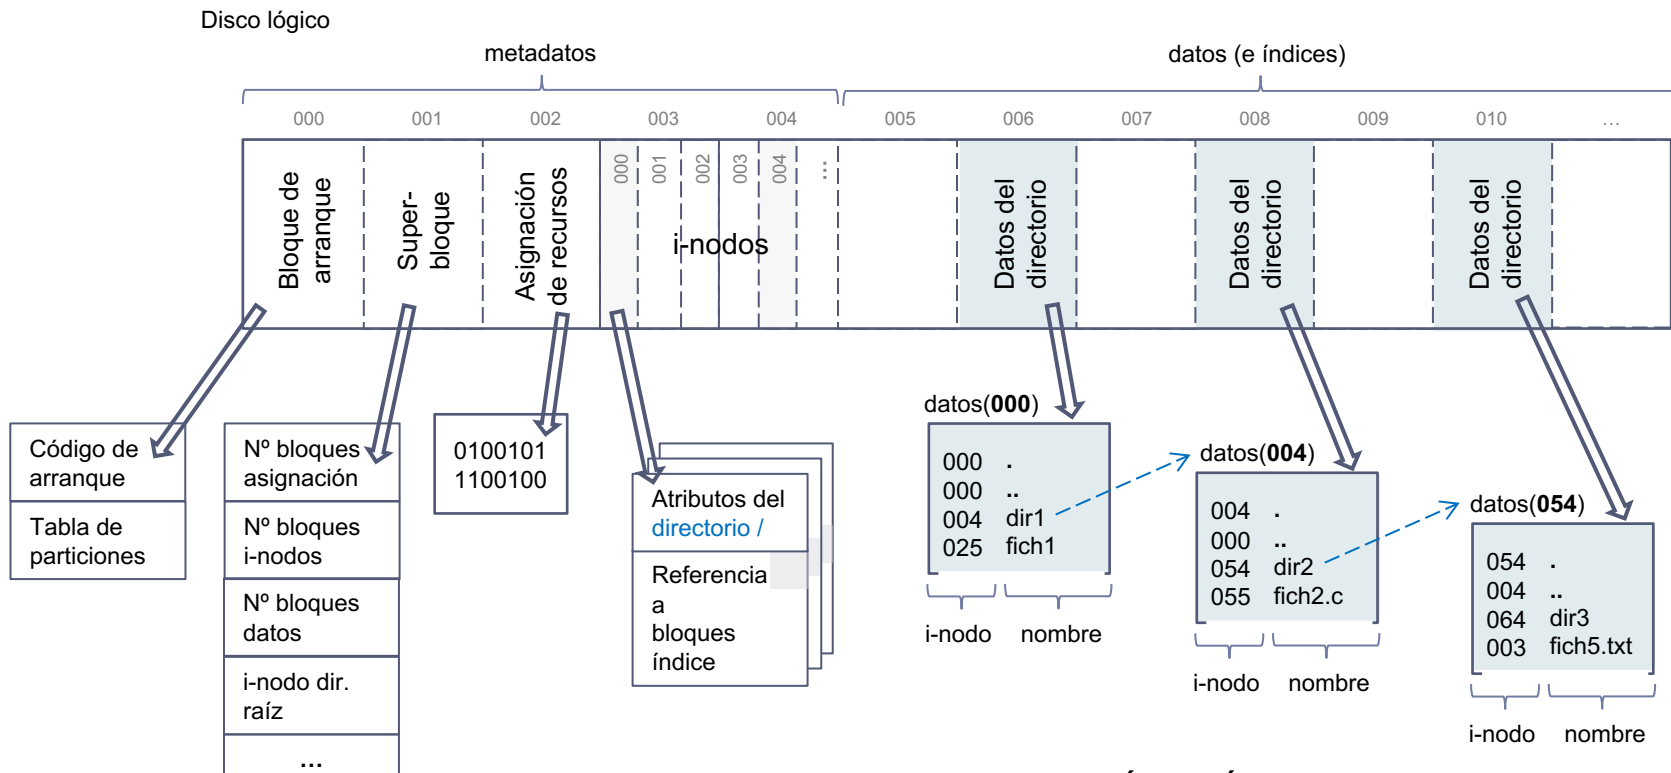 Disco lógico
metadatos
datos (e índices)
000 001 002 003 004 005 006 007 008 009 010 ...
000 001 002 003 004 ...
Bloque de
arranque
Super-
bloque
Asignación
de recursos
i-nodos
Datos del
directorio
Datos del
directorio
Datos del
directorio
Código de
arranque
Tabla de
particiones
Nº bloques
asignación
Nº bloques
i-nodos
Nº bloques
datos
i-nodo dir.
raíz
...
0100101
1100100
Atributos del
directorio /
Referencia
a
bloques
índice
datos(000)
000 .
000 ..
004 dir1
025 fich1
i-nodo nombre
datos(004)
004 .
000 ..
054 dir2
055 fich2.c
i-nodo nombre
datos(054)
054 .
004 ..
064 dir3
003 fich5.txt
i-nodo nombre